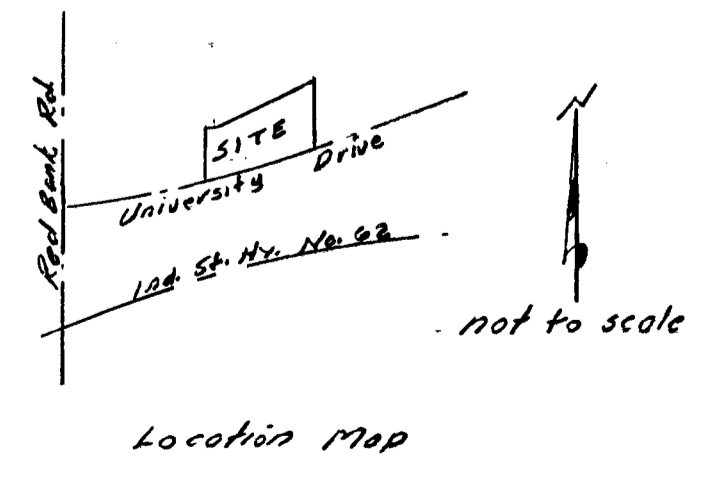 Red Bank Rd.
SITE
University Drive
Ind. St. Hy. No. 62
N
not to scale
Location Map